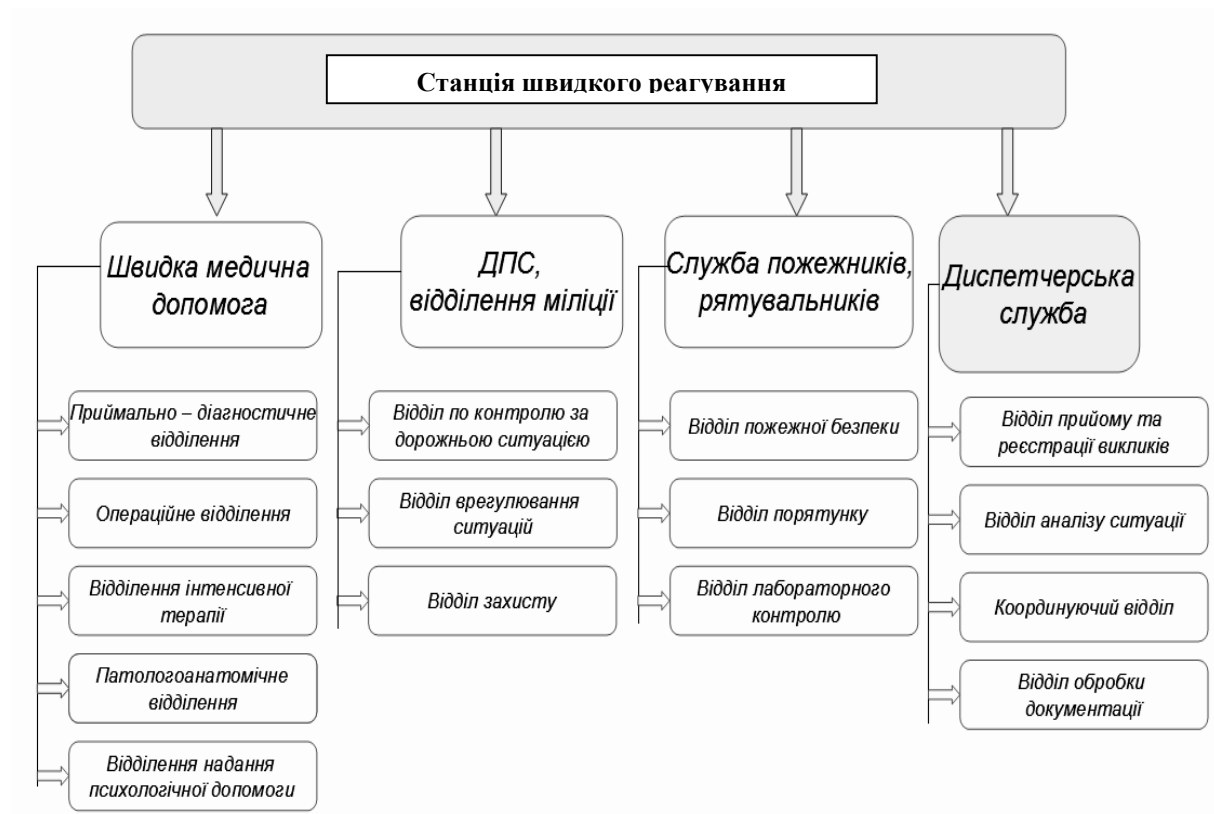 Станція швидкого реагування
Швидка медична
допомога
ДПС,
відділення міліції
Служба пожежників,
рятувальників
Диспетчерська
служба
Приймально – діагностичне
відділення
Операційне відділення
Відділення інтенсивної
терапії
Патологоанатомічне
відділення
Відділення надання
психологічної допомоги
Відділ по контролю за
дорожньою ситуацією
Відділ врегулювання
ситуацій
Відділ захисту
Відділ пожежної безпеки
Відділ порятунку
Відділ лабораторного
контролю
Відділ прийому та
реєстрації викликів
Відділ аналізу ситуації
Координуючий відділ
Відділ обробки
документації